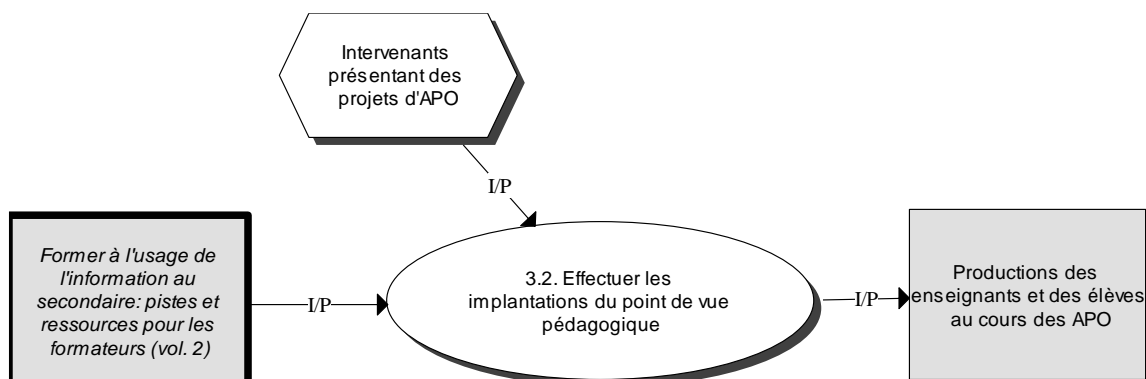 Intervenants
présentant des
projets d'APO
I/P
Former à l'usage de
l'information au
secondaire: pistes et
ressources pour les
formateurs (vol. 2)
I/P
3.2. Effectuer les
implantations du point de vue
pédagogique
I/P
Productions des
enseignants et des élèves
au cours des APO